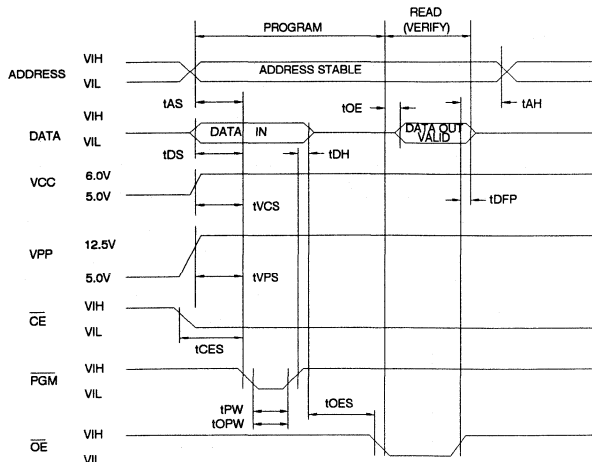 READ
PROGRAM (VERIFY)
ADDRESS VIH VIL ADDRESS STABLE
tAS tOE tAH
DATA VIH VIL DATA IN DATA OUT VALID
tDS tDH
VCC 6.0V 5.0V
tVCS tDFP
VPP 12.5V 5.0V
tVPS
CE VIH VIL
tCES
PGM VIH VIL
tPW tOES
tOPW
OE VIH VIL